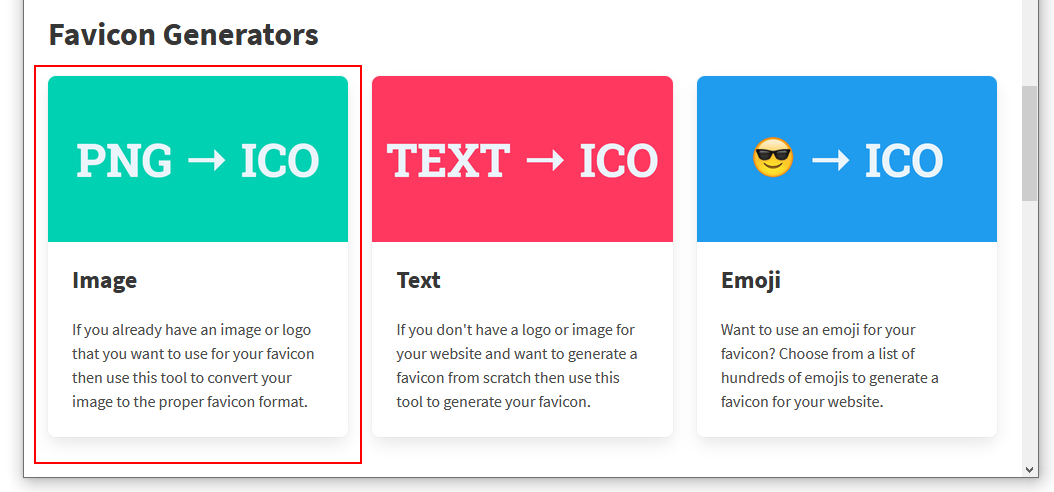 Favicon Generators
PNG → ICO
Image
If you already have an image or logo
that you want to use for your favicon
then use this tool to convert your
image to the proper favicon format.
TEXT → ICO
Text
If you don't have a logo or image for
your website and want to generate a
favicon from scratch then use this
tool to generate your favicon.
😎 → ICO
Emoji
Want to use an emoji for your
favicon? Choose from a list of
hundreds of emojis to generate a
favicon for your website.